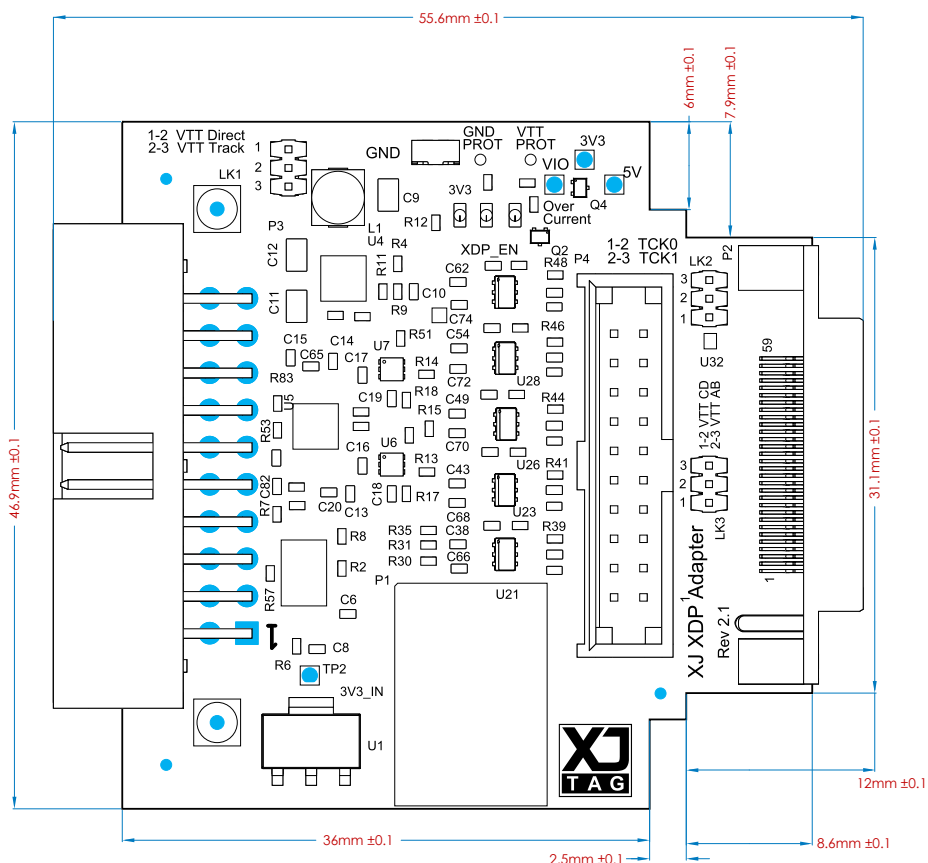 55.6mm ±0.1
6mm ±0.1
7.9mm ±0.1
1-2 VTT Direct
2-3 VTT Track
1
2
3
LK1
GND
GND
PROT
VTT
PROT
3V3
VIO
5V
Q4
Over
Current
3V3
C9
R12
L1
U4
P3
C12
C11
R4
R11
R9
C10
XDP_EN
Q2
P4
R48
C62
C74
1-2 TCK0
2-3 TCK1
P2
LK2
3
2
1
U32
59
C15
C65
C14
C17
U7
R51
R14
C54
C72
R46
U28
R83
U5
C19
R18
R15
C49
C70
R44
R53
C16
U6
R13
U26
1-2 VTT CD
2-3 VTT AB
3
2
1
LK3
46.9mm ±0.1
31.1mm ±0.1
C82
R7
C20
C13
C18
R17
C43
C68
R41
U23
R8
R2
R35
R31
R30
C38
C66
R39
R57
C6
P1
U21
1
1
1
XJ XDP Adapter
Rev 2.1
R6
C8
TP2
3V3_IN
U1
XJ
TAG
12mm ±0.1
36mm ±0.1
8.6mm ±0.1
2.5mm ±0.1